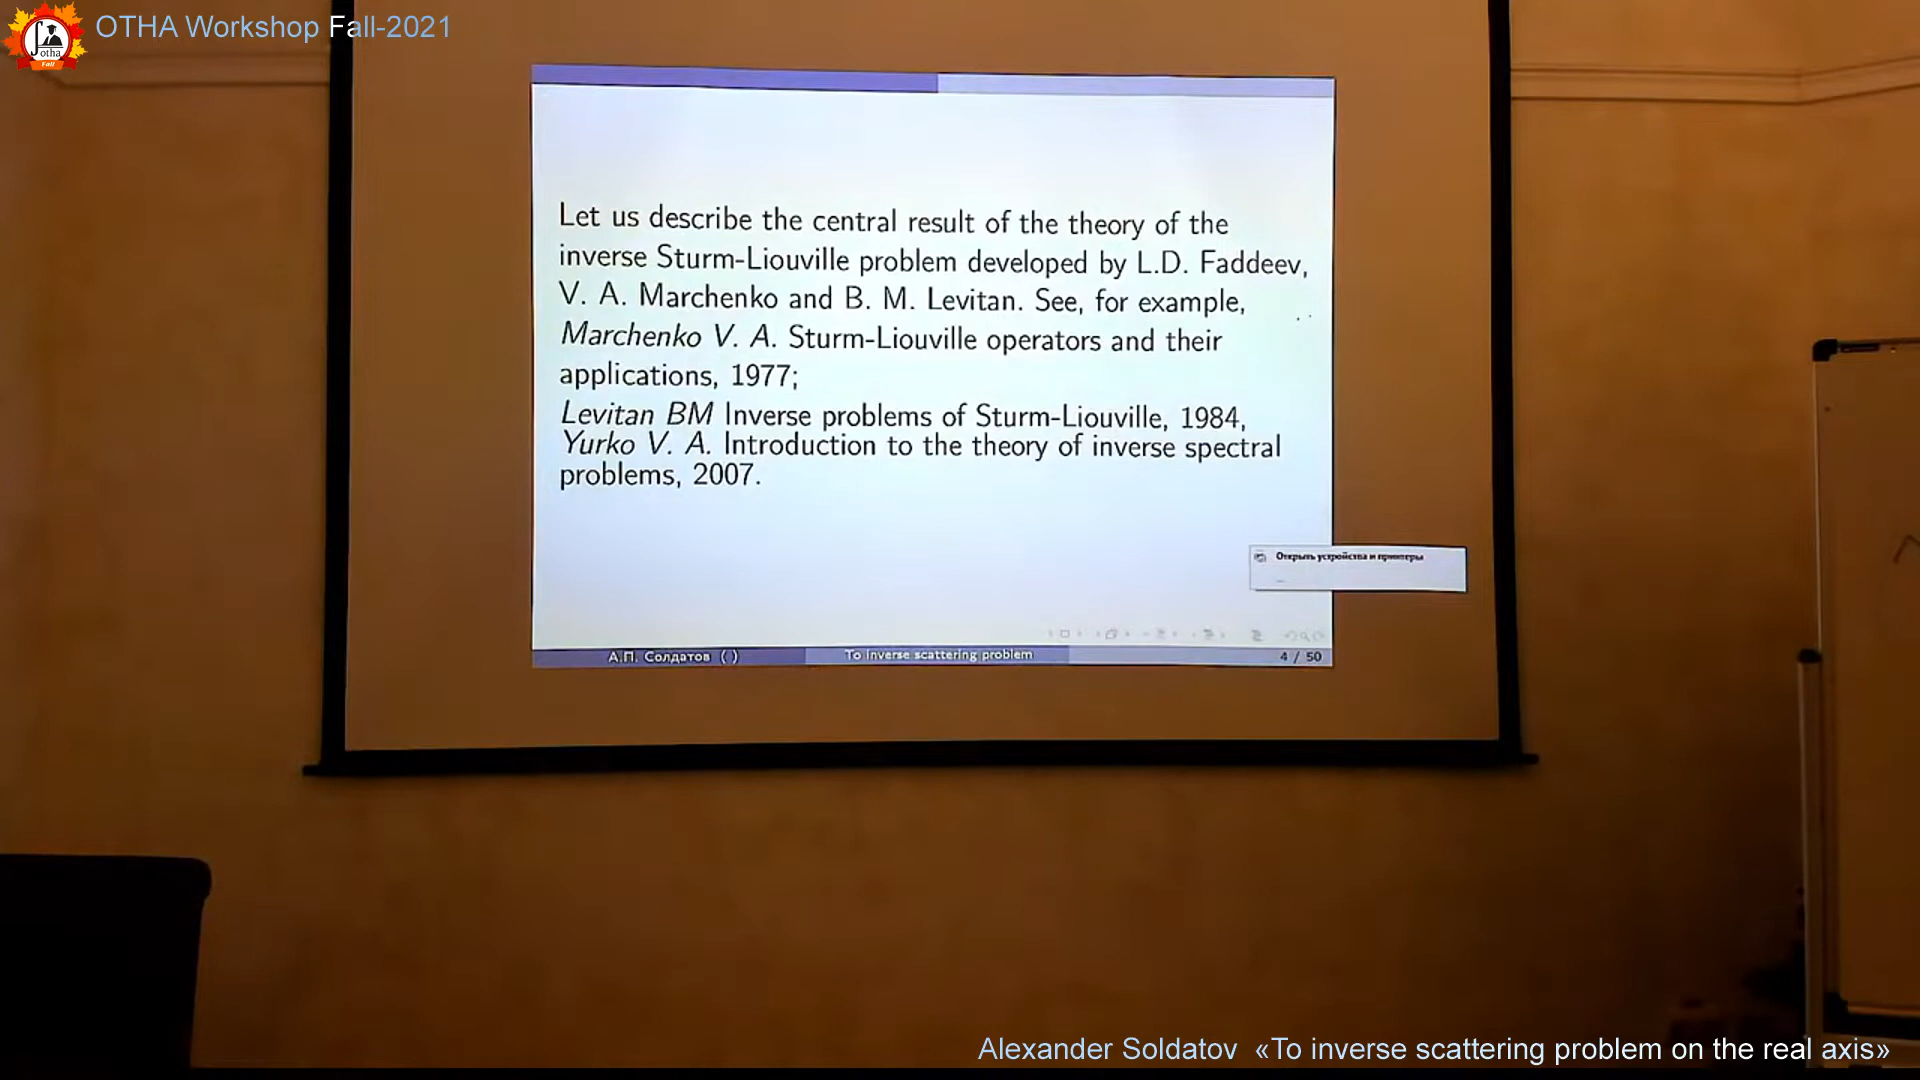 OTHA Workshop Fall-2021
otha
Fall
Let us describe the central result of the theory of the
inverse Sturm-Liouville problem developed by L.D. Faddeev,
V. A. Marchenko and B. M. Levitan. See, for example,
Marchenko V. A. Sturm-Liouville operators and their
applications, 1977;
Levitan BM Inverse problems of Sturm-Liouville, 1984,
Yurko V. A. Introduction to the theory of inverse spectral
problems, 2007.
Открыть устройства и принтеры
А.П. Солдатов ( )
To Inverse scattering problem
4 / 50
Alexander Soldatov «To inverse scattering problem on the real axis»